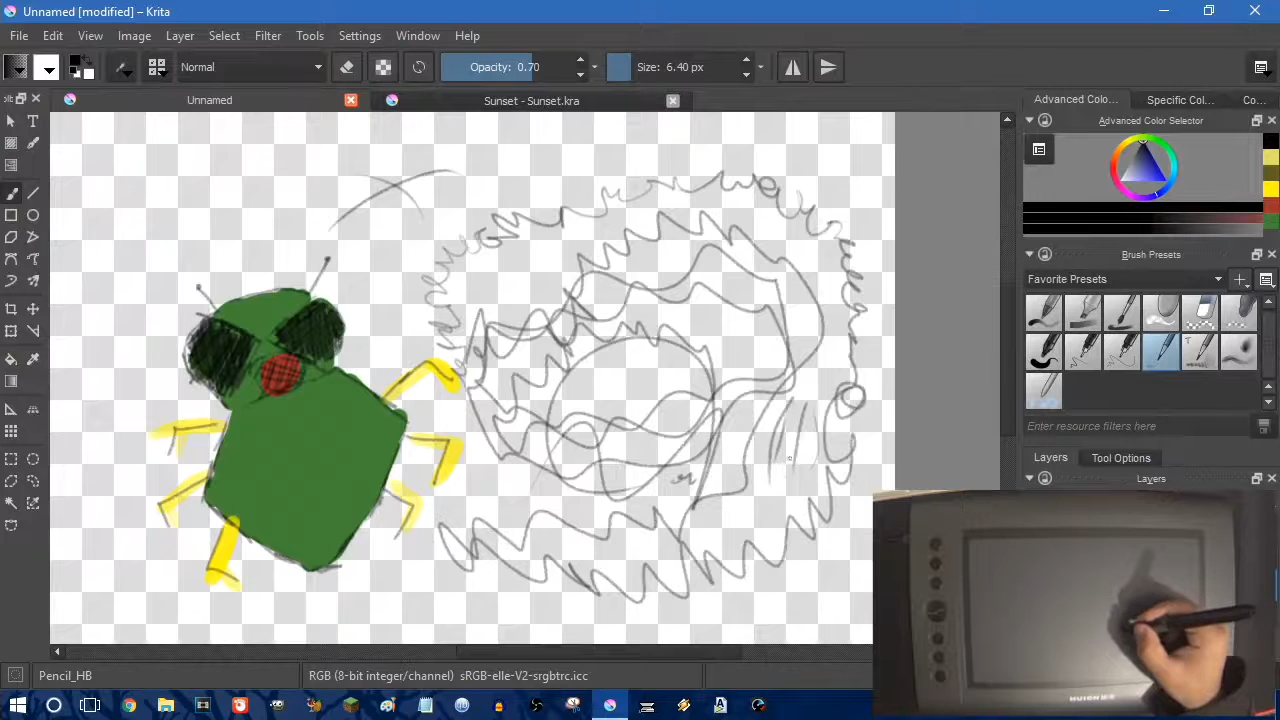 Unnamed [modified] – Krita
File Edit View Image Layer Select Filter Tools Settings Window Help
Normal Opacity: 0.70 Size: 6.40 px
Unnamed Sunset - Sunset.kra
Advanced Colo... Specific Col... Co...
Advanced Color Selector
Brush Presets
Favorite Presets
Enter resource filters here
Layers Tool Options
Layers
Pencil_HB RGB (8-bit integer/channel) sRGB-elle-V2-srgbtrc.icc
HUION